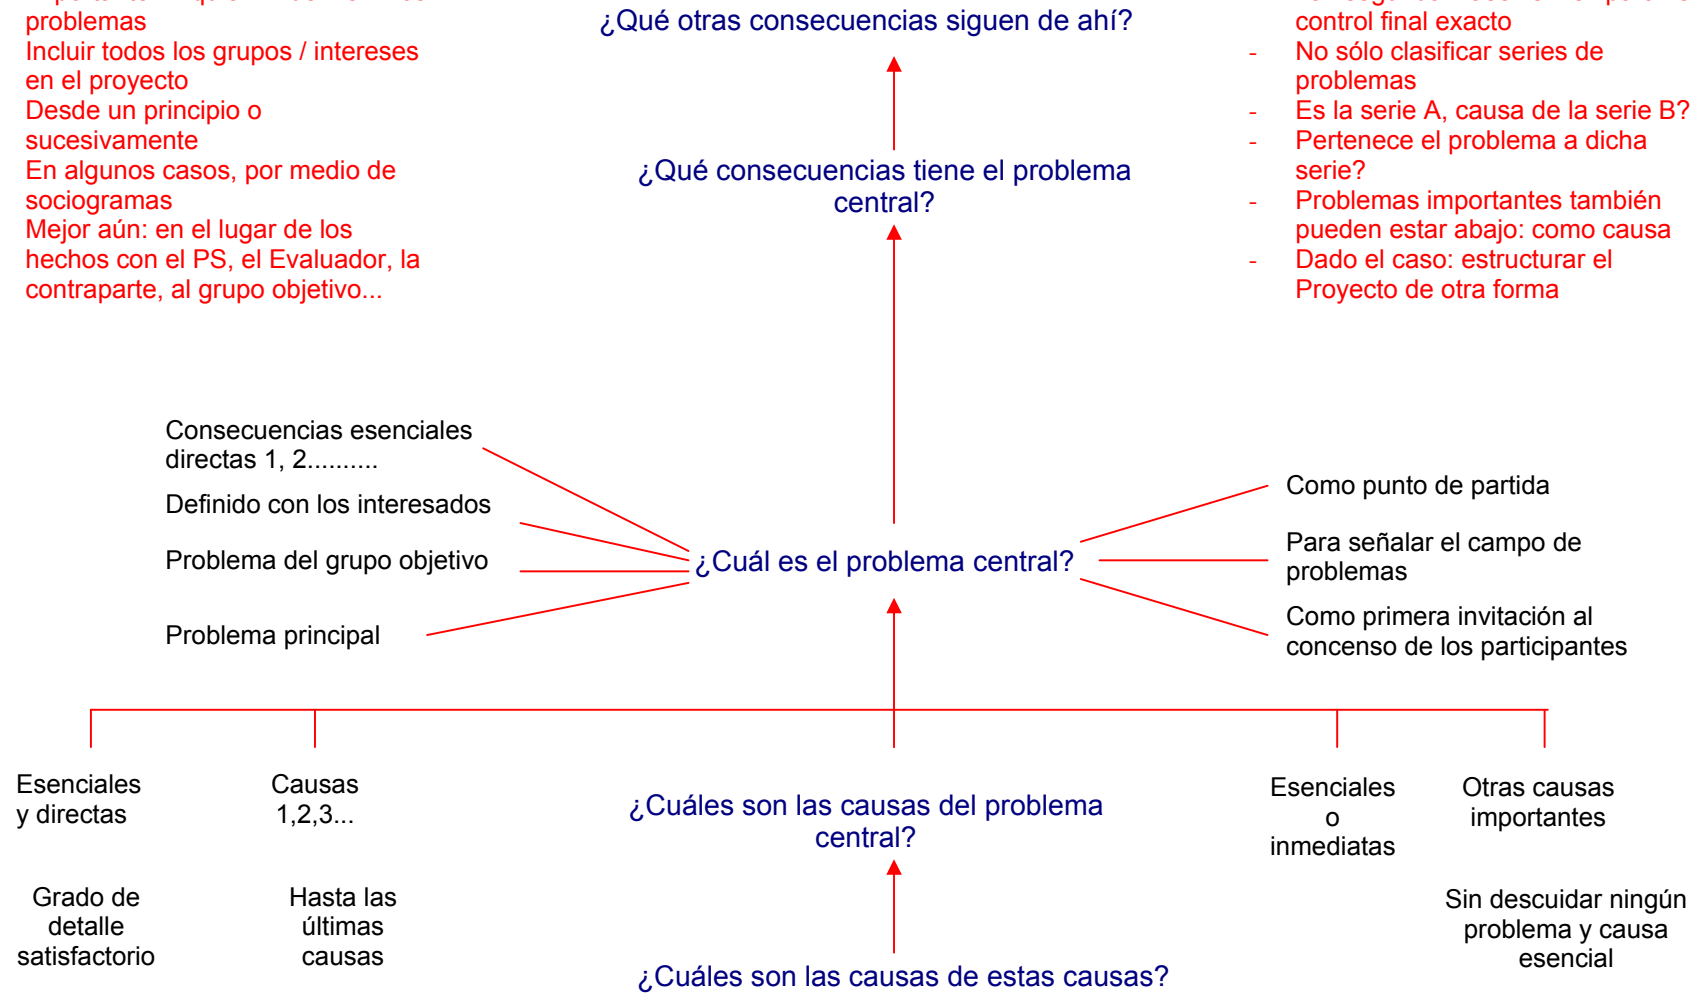 problemas
Incluir todos los grupos / intereses
en el proyecto
Desde un principio o
sucesivamente
En algunos casos, por medio de
sociogramas
Mejor aún: en el lugar de los
hechos con el PS, el Evaluador, la
contraparte, al grupo objetivo...
¿Qué otras consecuencias siguen de ahí?
¿Qué consecuencias tiene el problema
central?
control final exacto
- No sólo clasificar series de
problemas
- Es la serie A, causa de la serie B?
- Pertenece el problema a dicha
serie?
- Problemas importantes también
pueden estar abajo: como causa
- Dado el caso: estructurar el
Proyecto de otra forma
Consecuencias esenciales
directas 1, 2..........
Definido con los interesados
Problema del grupo objetivo
Problema principal
¿Cuál es el problema central?
Como punto de partida
Para señalar el campo de
problemas
Como primera invitación al
concenso de los participantes
Esenciales
y directas
Causas
1,2,3...
¿Cuáles son las causas del problema
central?
Esenciales
o
inmediatas
Otras causas
importantes
Grado de
detalle
satisfactorio
Hasta las
últimas
causas
¿Cuáles son las causas de estas causas?
Sin descuidar ningún
problema y causa
esencial